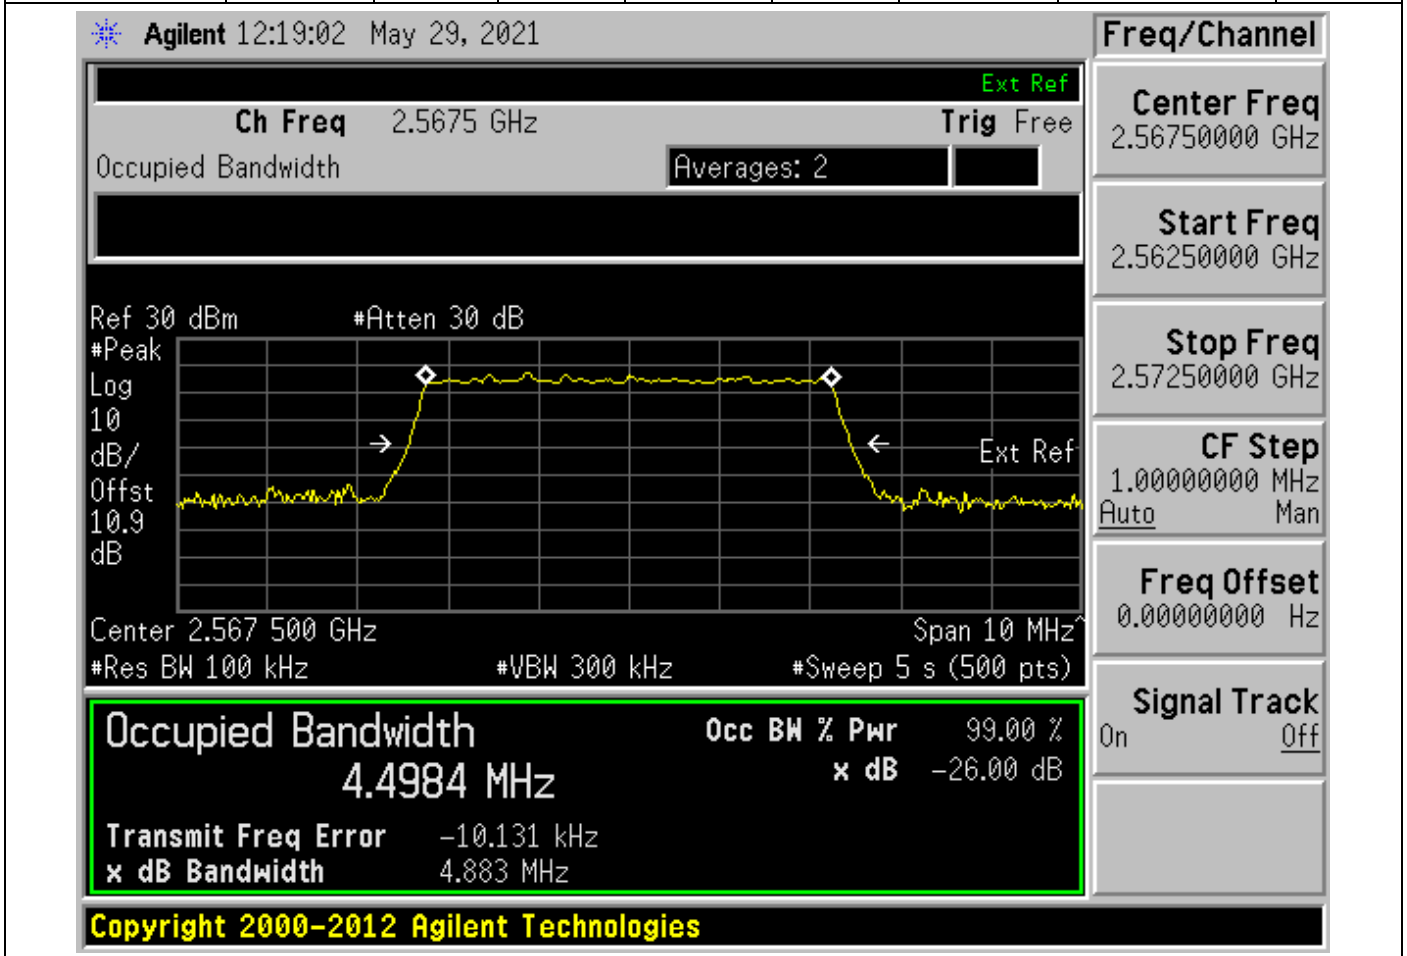 Agilent 12:19:02 May 29, 2021
Freq/Channel
Ext Ref
Ch Freq 2.5675 GHz Trig Free
Occupied Bandwidth Averages: 2
Center Freq
2.56750000 GHz
Start Freq
2.56250000 GHz
Stop Freq
2.57250000 GHz
CF Step
1.00000000 MHz
Auto Man
Freq Offset
0.00000000 Hz
Signal Track
On Off
Ref 30 dBm #Atten 30 dB
#Peak
Log
10
dB/
Offst
10.9
dB
Ext Ref
Center 2.567 500 GHz Span 10 MHz^
#Res BW 100 kHz #VBW 300 kHz #Sweep 5 s (500 pts)
Occupied Bandwidth Occ BW % Pwr 99.00 %
4.4984 MHz x dB -26.00 dB
Transmit Freq Error -10.131 kHz
x dB Bandwidth 4.883 MHz
Copyright 2000-2012 Agilent Technologies